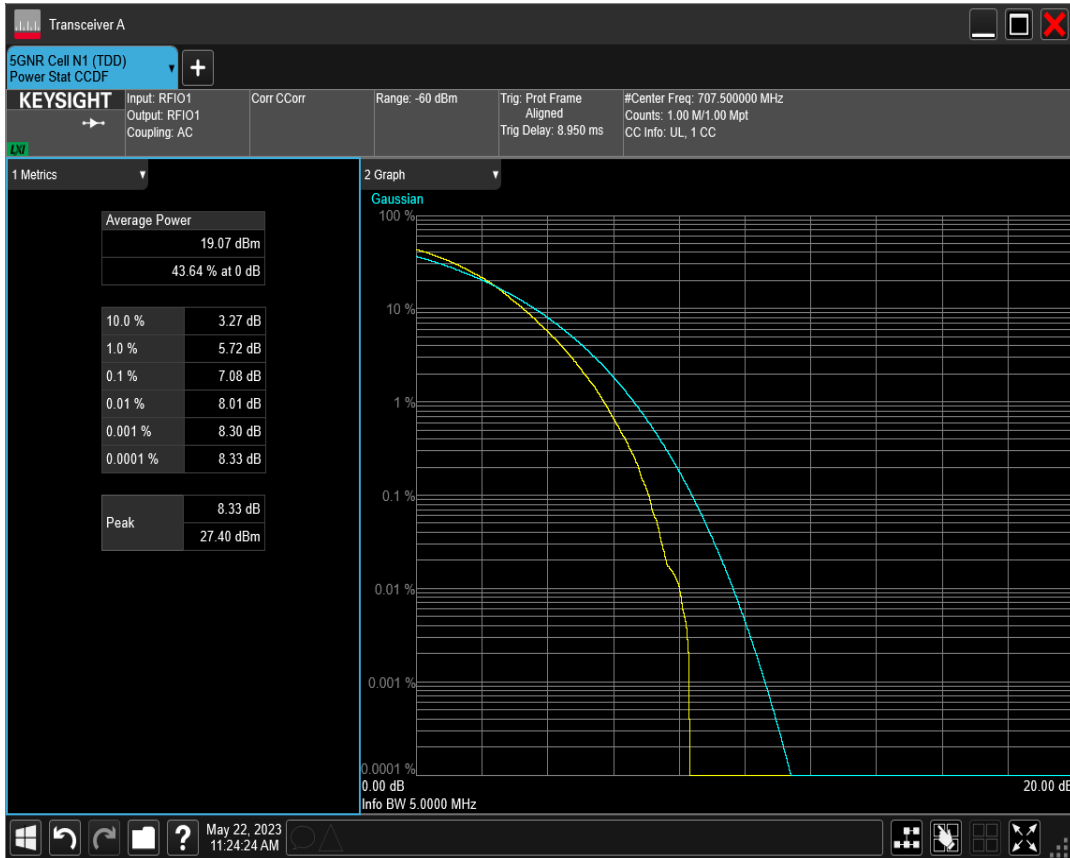 Transceiver A
5GNR Cell N1 (TDD)
Power Stat CCDF
+
KEYSIGHT
LXI
Input: RFIO1
Output: RFIO1
Coupling: AC
Corr CCorr
Range: -60 dBm
Trig: Prot Frame
Aligned
Trig Delay: 8.950 ms
#Center Freq: 707.500000 MHz
Counts: 1.00 M/1.00 Mpt
CC Info: UL, 1 CC
1 Metrics
Average Power
19.07 dBm
43.64 % at 0 dB
10.0 % 3.27 dB
1.0 % 5.72 dB
0.1 % 7.08 dB
0.01 % 8.01 dB
0.001 % 8.30 dB
0.0001 % 8.33 dB
Peak
8.33 dB
27.40 dBm
2 Graph
Gaussian
100 %
10 %
1 %
0.1 %
0.01 %
0.001 %
0.0001 %
0.00 dB
20.00 dB
Info BW 5.0000 MHz
?
May 22, 2023
11:24:24 AM